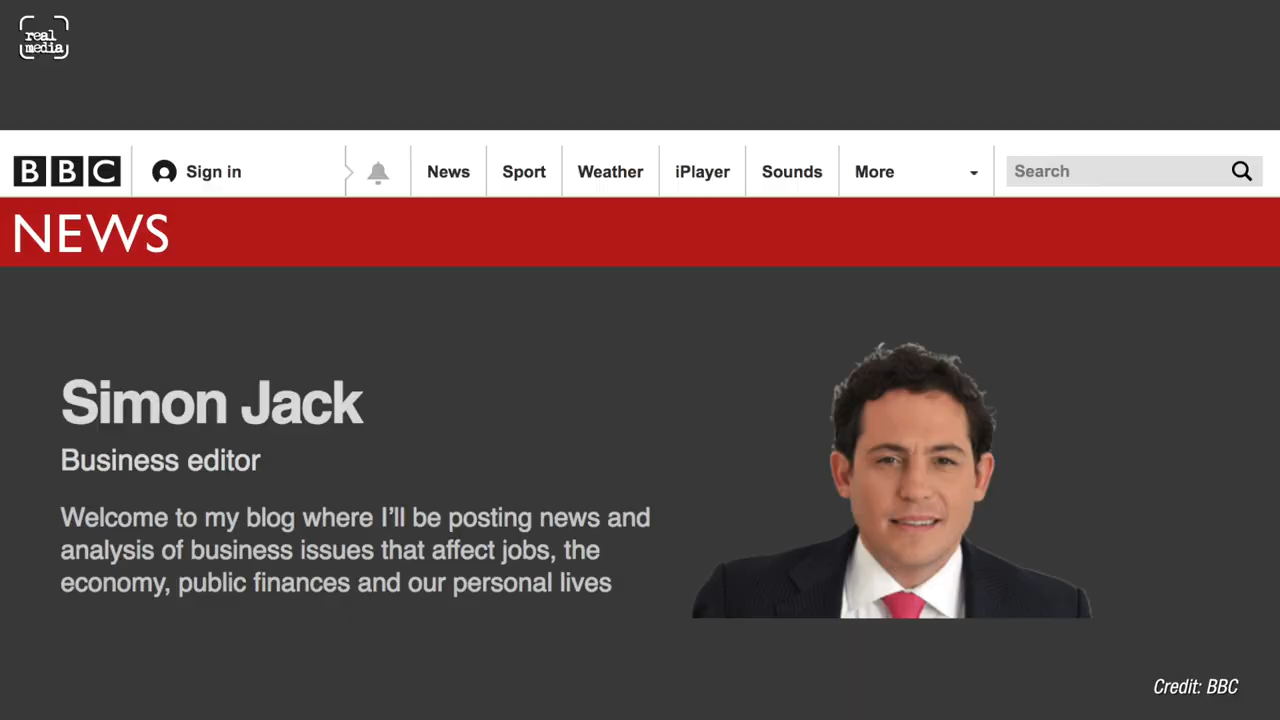 real
media
BBC
Sign in
News
Sport
Weather
iPlayer
Sounds
More
Search
NEWS
Simon Jack
Business editor
Welcome to my blog where I'll be posting news and
analysis of business issues that affect jobs, the
economy, public finances and our personal lives
Credit: BBC